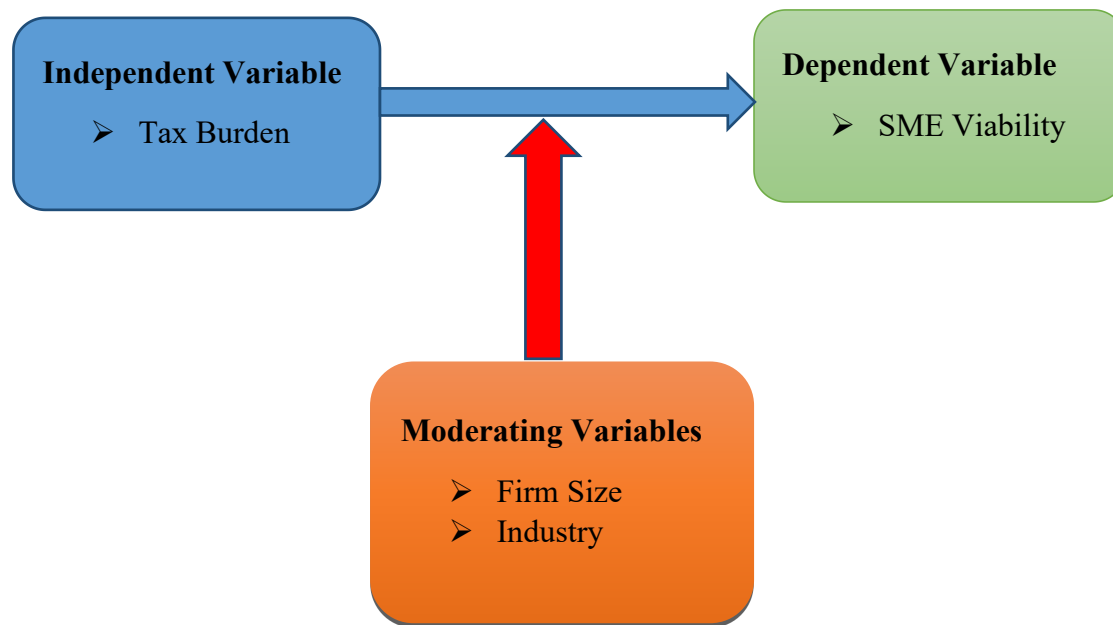 Independent Variable
➢ Tax Burden
Dependent Variable
➢ SME Viability
Moderating Variables
➢ Firm Size
➢ Industry